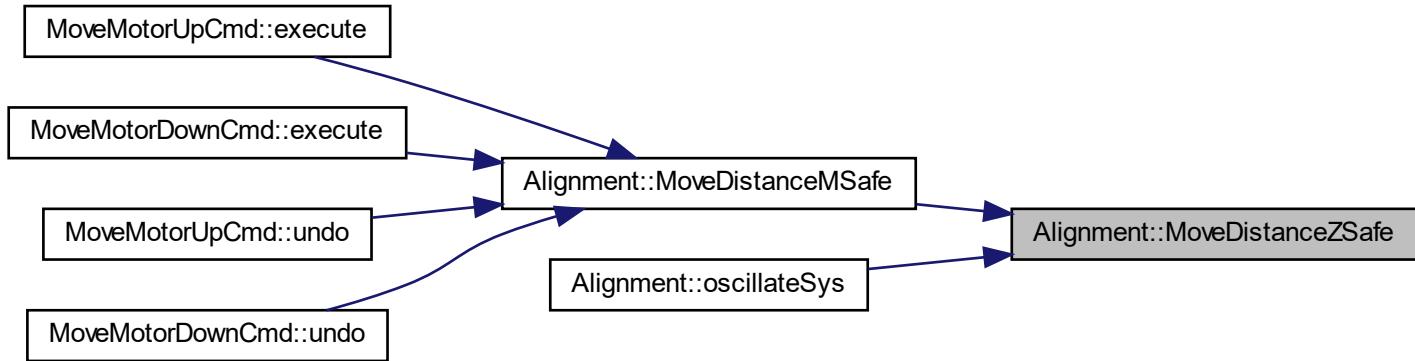 MoveMotorUpCmd::execute
MoveMotorDownCmd::execute
Alignment::MoveDistanceMSafe
MoveMotorUpCmd::undo
Alignment::MoveDistanceZSafe
Alignment::oscillateSys
MoveMotorDownCmd::undo